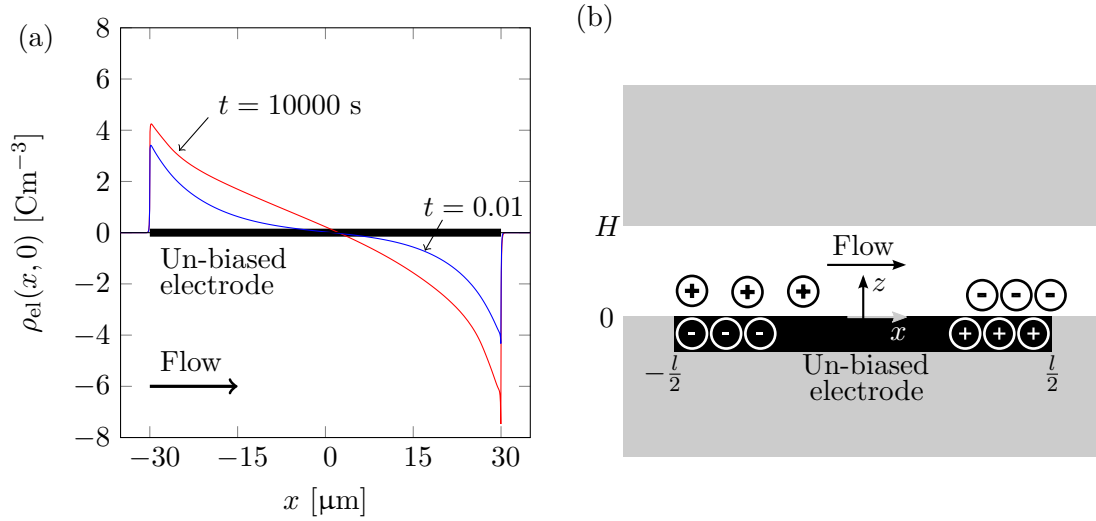 (a)
8
6
4
2
0
−2
−4
−6
−8
ρel(x, 0) [Cm⁻³]
t = 10000 s
t = 0.01
Un-biased
electrode
Flow
−30
−15
0
15
30
x [µm]
(b)
H
Flow
+ + +
z
- - -
0
- - -
x
+ + +
−l/2
Un-biased
electrode
l/2